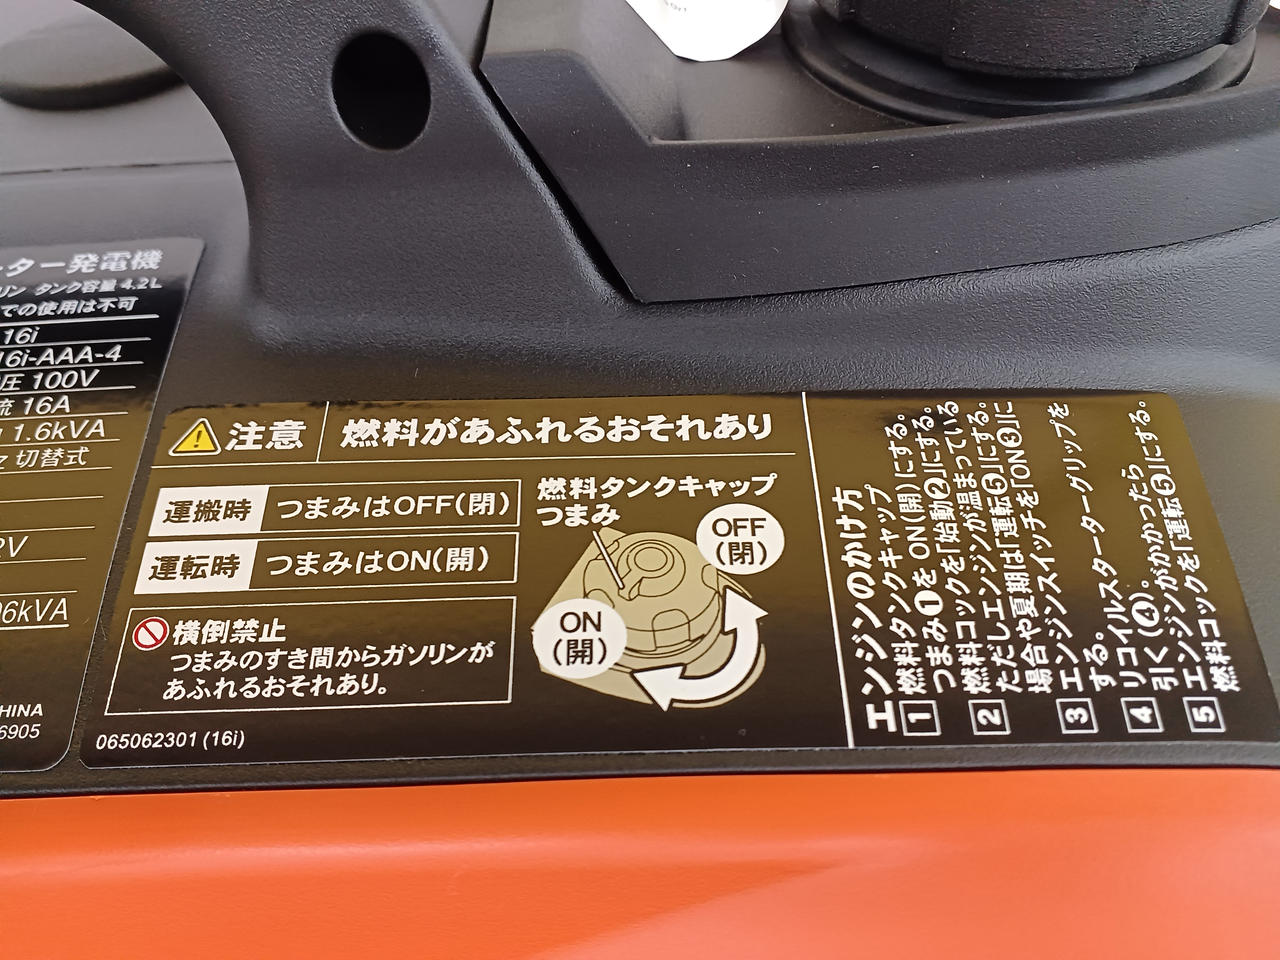 ーター発電機
リン タンク容量 4.2L
での使用は不可
16i
16i-AAA-4
圧 100V
流 16A
1.6kVA
切替式
2V
06kVA
HINA
6905
注意 燃料があふれるおそれあり
運搬時 つまみはOFF(閉)
運転時 つまみはON(開)
横倒禁止
つまみのすき間からガソリンが
あふれるおそれあり。
065062301 (16i)
燃料タンクキャップ
つまみ
OFF
(閉)
ON
(開)
エンジンのかけ方
1 燃料タンクキャップ
つまみ❶を ON(開)にする。
2 燃料コックを「始動❷」にする。
ただしエンジンが温まっている
場合や夏期は「運転❺」にする。
3 エンジンスイッチを「ON❸」に
する。
4 リコイルスターターグリップを
引く(❹)。
5 エンジンがかかったら
燃料コックを「運転❺」にする。